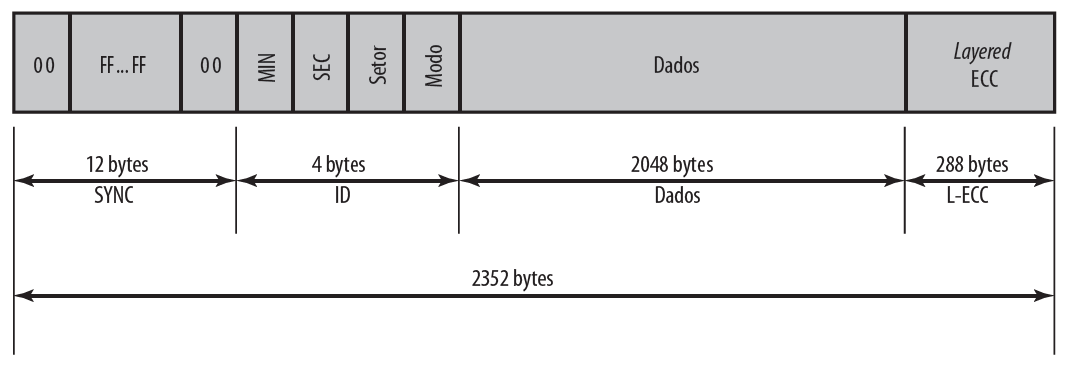 00 FF...FF 00 MIN SEC Setor Modo Dados Layered
ECC
12 bytes 4 bytes 2048 bytes 288 bytes
SYNC ID Dados L-ECC
2352 bytes